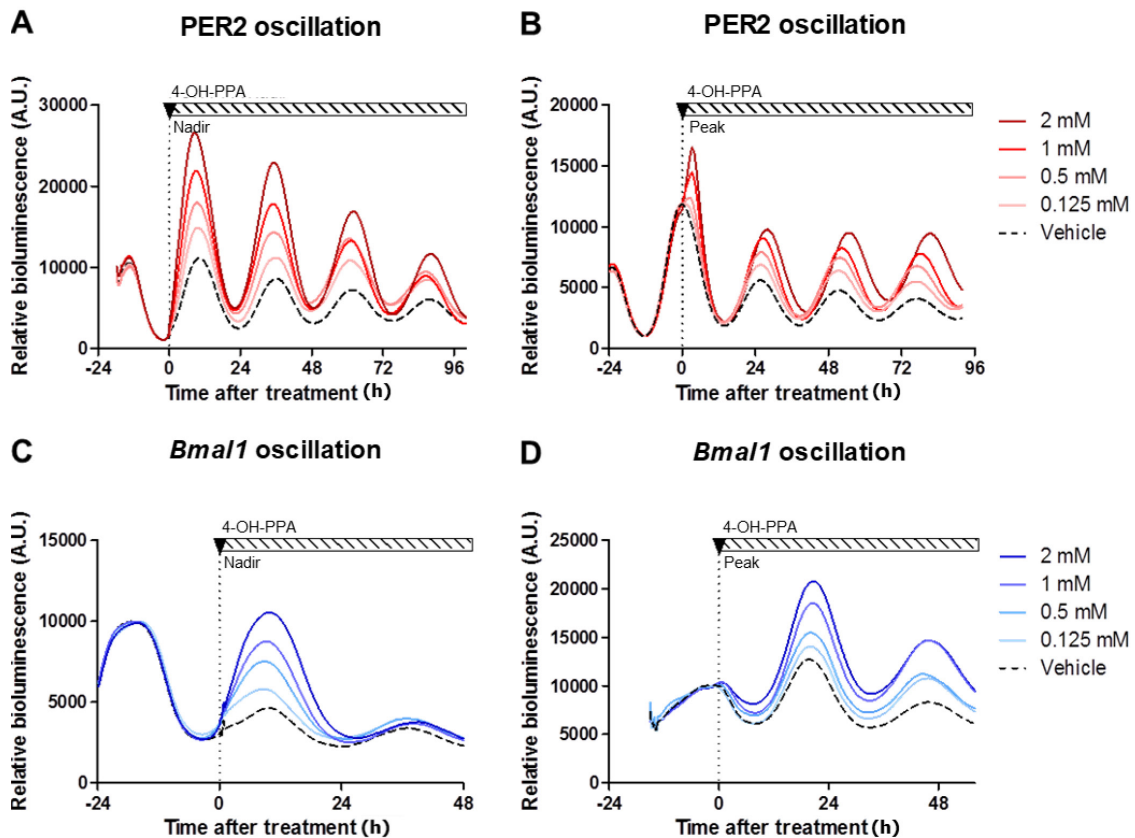 A
PER2 oscillation
Relative bioluminescence (A.U.)
30000
20000
10000
0
4-OH-PPA
Nadir
-24
0
24
48
72
96
Time after treatment (h)
B
PER2 oscillation
Relative bioluminescence (A.U.)
20000
15000
10000
5000
0
4-OH-PPA
Peak
-24
0
24
48
72
96
Time after treatment (h)
2 mM
1 mM
0.5 mM
0.125 mM
Vehicle
C
Bmal1 oscillation
Relative bioluminescence (A.U.)
15000
10000
5000
0
4-OH-PPA
Nadir
-24
0
24
48
Time after treatment (h)
D
Bmal1 oscillation
Relative bioluminescence (A.U.)
25000
20000
15000
10000
5000
0
4-OH-PPA
Peak
-24
0
24
48
Time after treatment (h)
2 mM
1 mM
0.5 mM
0.125 mM
Vehicle